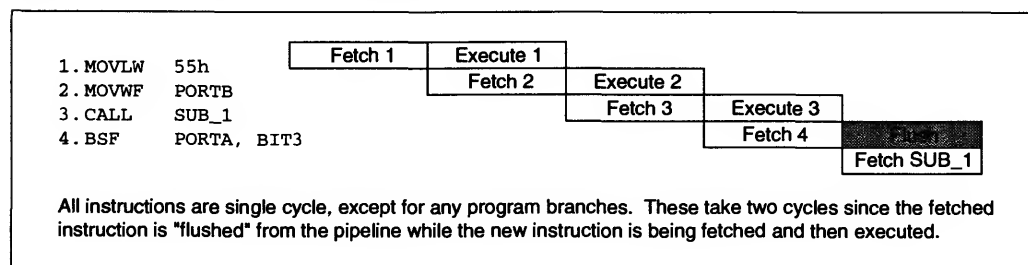 1.MOVLW 55h
2.MOVWF PORTB
3.CALL SUB_1
4.BSF PORTA, BIT3
Fetch 1 Execute 1
Fetch 2 Execute 2
Fetch 3 Execute 3
Fetch 4 Flush
Fetch SUB_1
All instructions are single cycle, except for any program branches. These take two cycles since the fetched
instruction is "flushed" from the pipeline while the new instruction is being fetched and then executed.